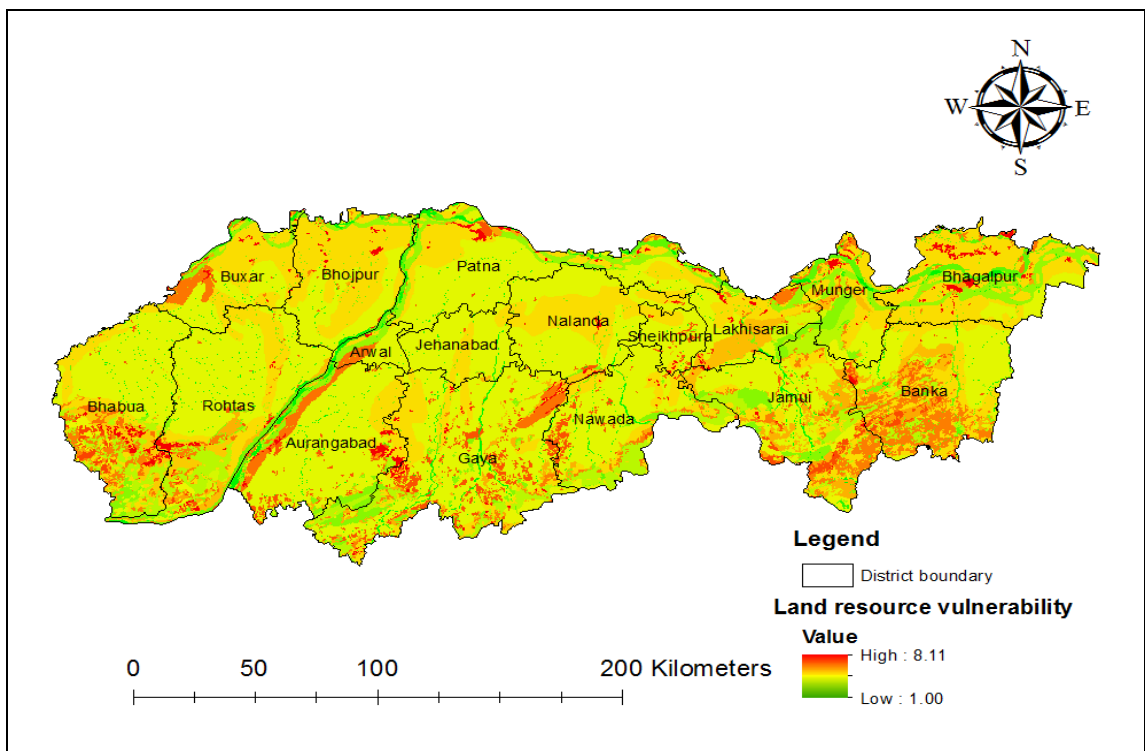 N
W E
S
Patna
Buxar
Bhojpur
Bhagalpur
Munger
Nalanda
Lakhisarai
Sheikhpura
Jehanabad
Arwal
Bhabua
Rohtas
Banka
Jamui
Nawada
Aurangabad
Gaya
Legend
District boundary
Land resource vulnerability
Value
High : 8.11
Low : 1.00
0 50 100 200 Kilometers